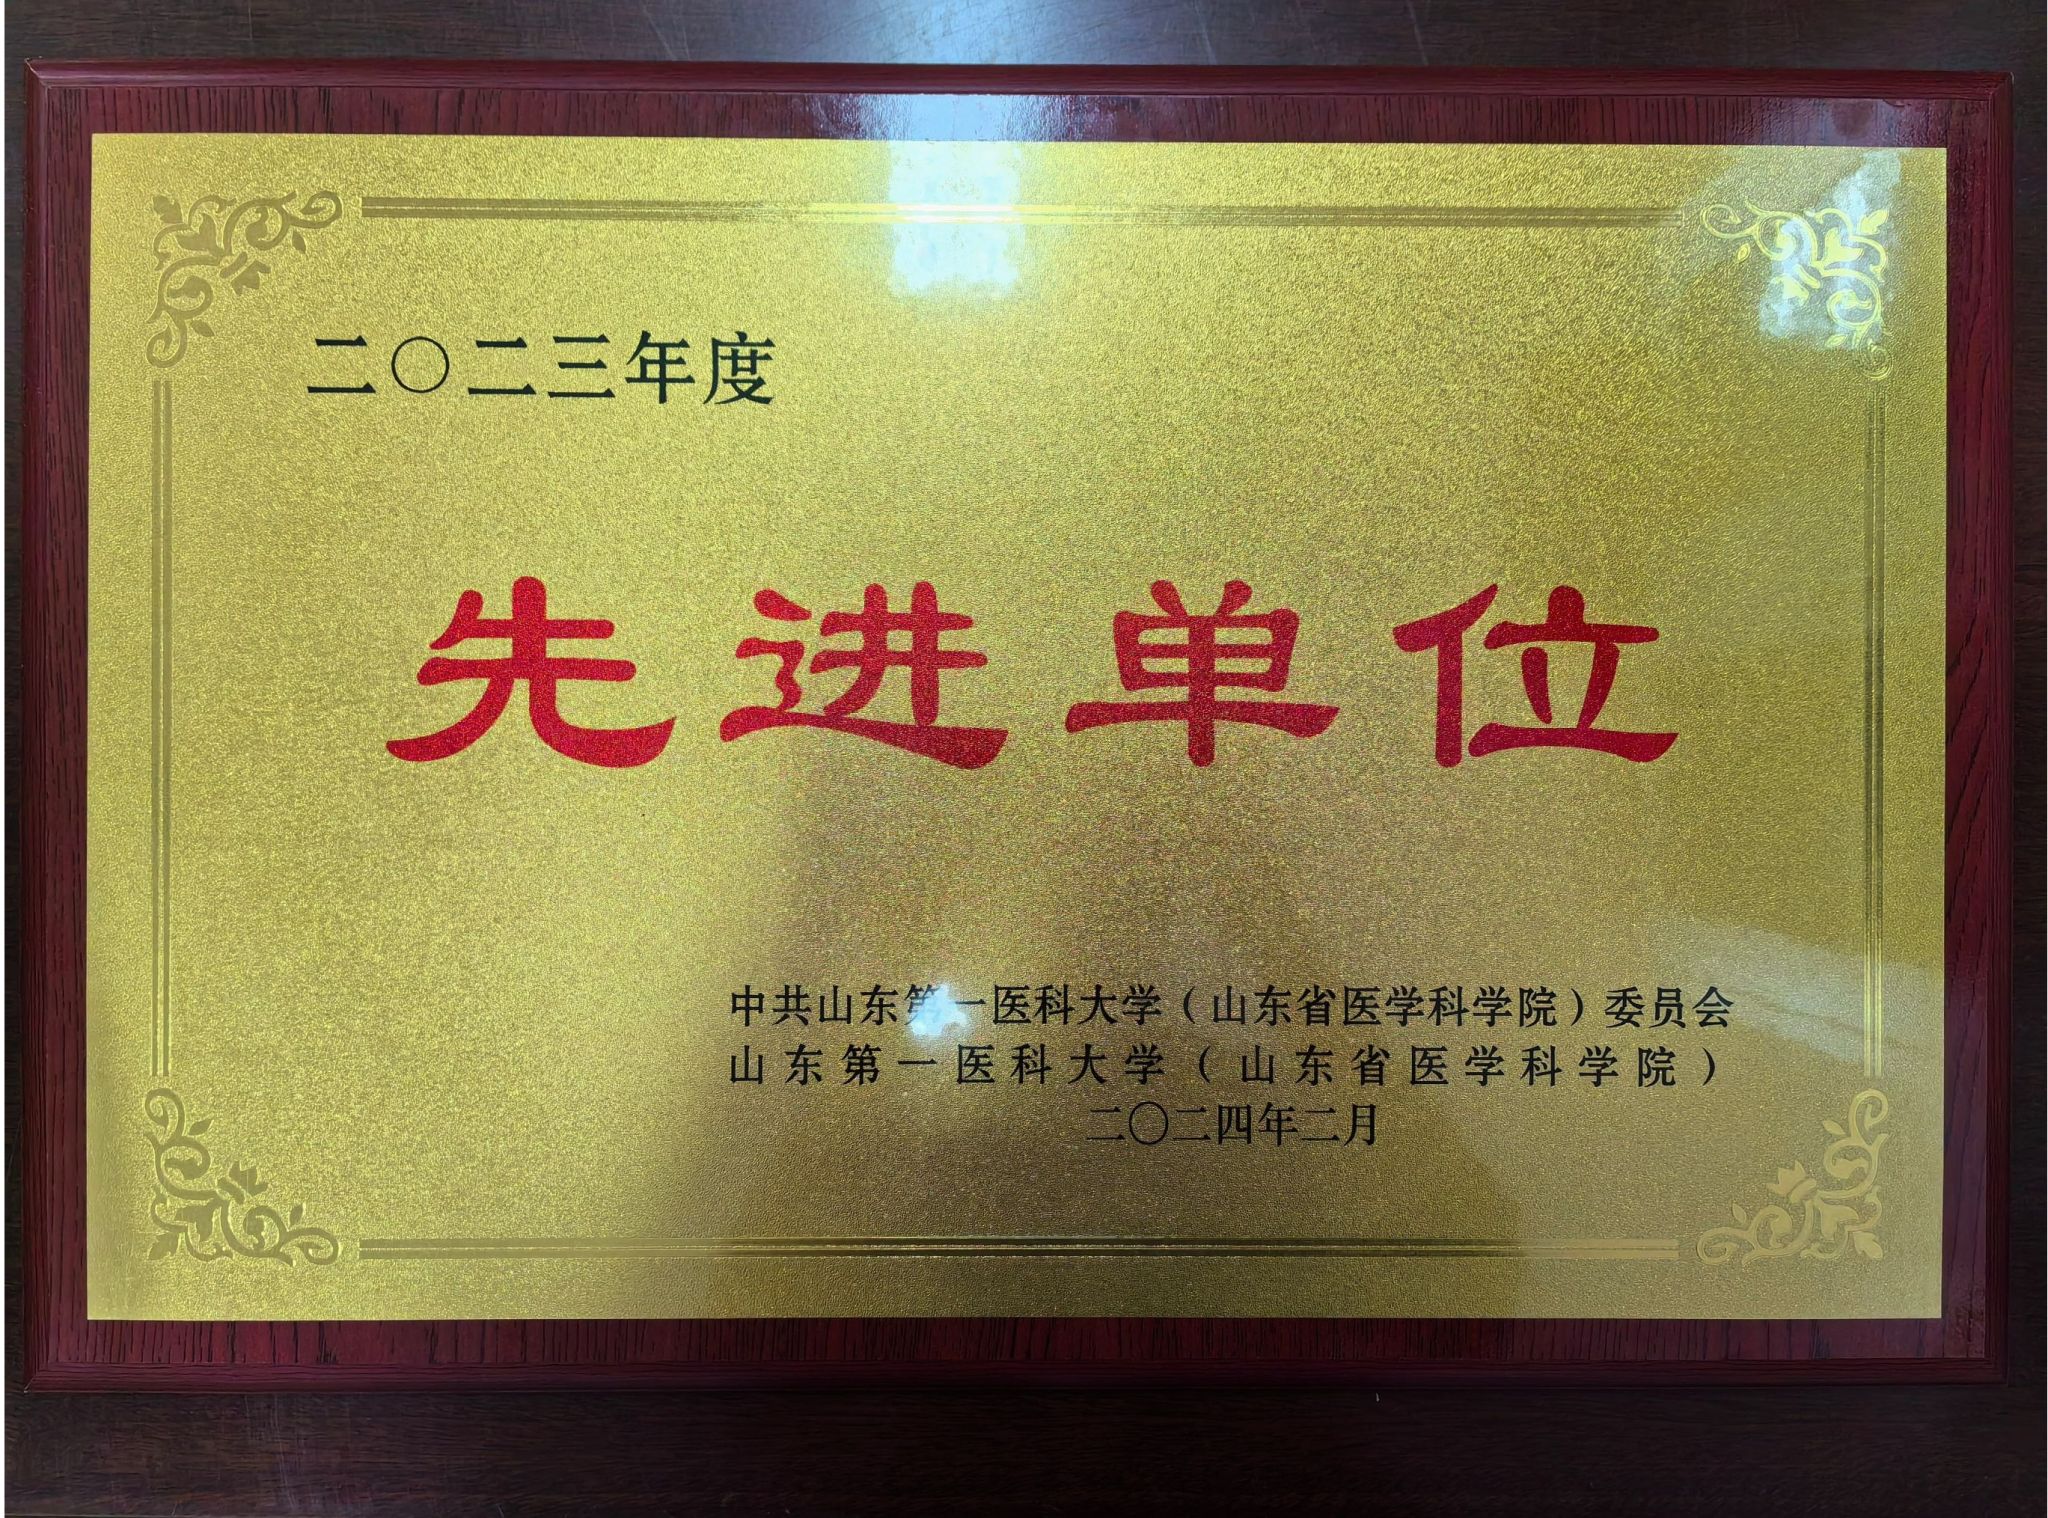 二〇二三年度
先进单位
中共山东第一医科大学（山东省医学科学院）委员会
山东第一医科大学（山东省医学科学院）
二〇二四年二月